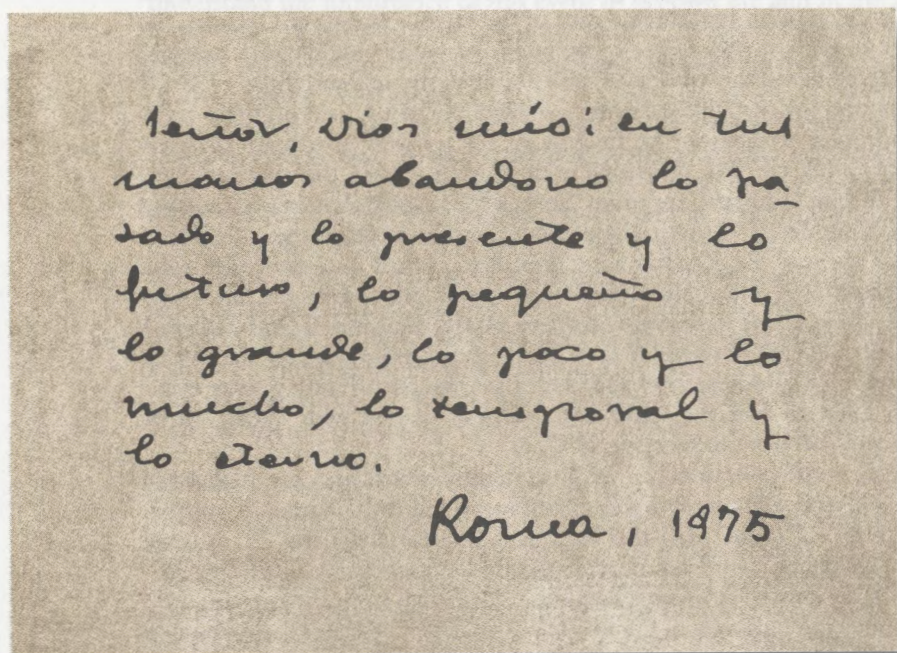 Señor, Dios mío: en tus
manos abandono lo pa-
sado y lo presente y lo
futuro, lo pequeño y
lo grande, lo poco y lo
mucho, lo temporal y
lo eterno.
Roma, 1975